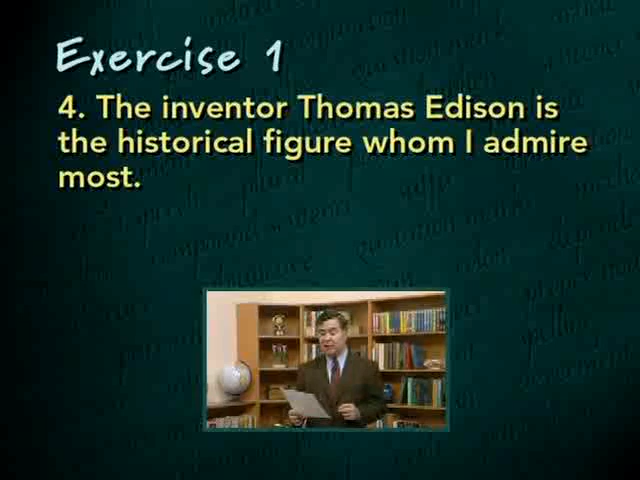 Exercise 1
4. The inventor Thomas Edison is
the historical figure whom I admire
most.